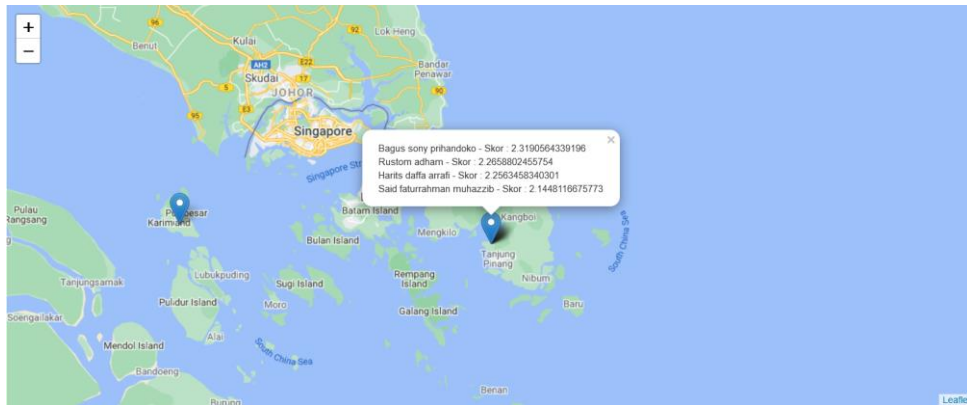 +
−
96
92
Lok Heng
Benut
Kulai
AH2
E22
Bandar
Penawar
Skudai
17
5
JOHOR
90
E3
95
Singapore
Singapore Str
Bagus sony prihandoko - Skor : 2.3190564339196
Rustom adham - Skor : 2.2658802455754
Harits daffa arrafi - Skor : 2.2563458340301
Said faturrahman muhazzib - Skor : 2.1448116675773
×
Pulau
Rangsang
Karimland
Batam Island
Kangboi
Mengkilo
Bulan Island
South China Sea
Tanjung
Pinang
Tanjungsamak
Lubukpuding
Sugi Island
Rempang
Island
Nibum
Pulidur Island
Moro
Galang Island
Baru
Soengailakar
Alai
Mendol Island
South China Sea
Bandoeng
Benan
Burung
Leafle